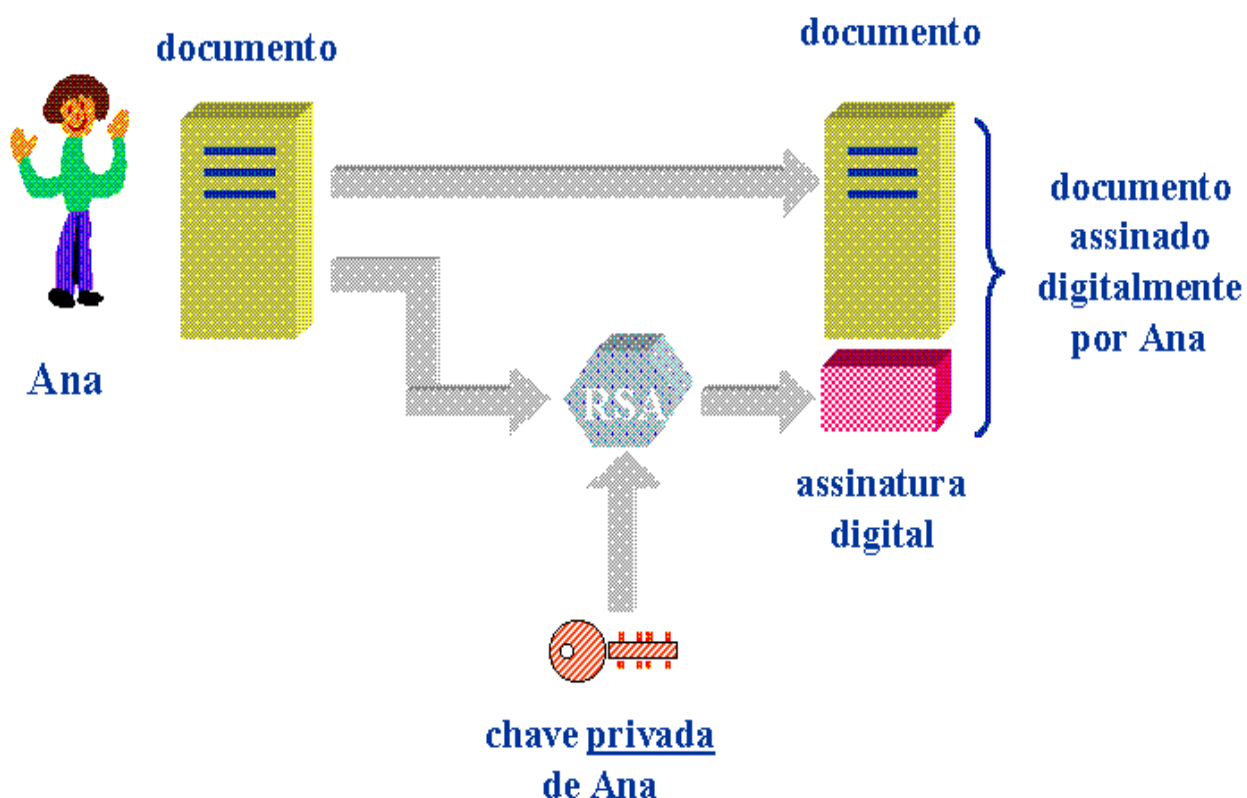 documento
documento
documento
assinado
digitalmente
por Ana
Ana
RSA
assinatura
digital
chave privada
de Ana